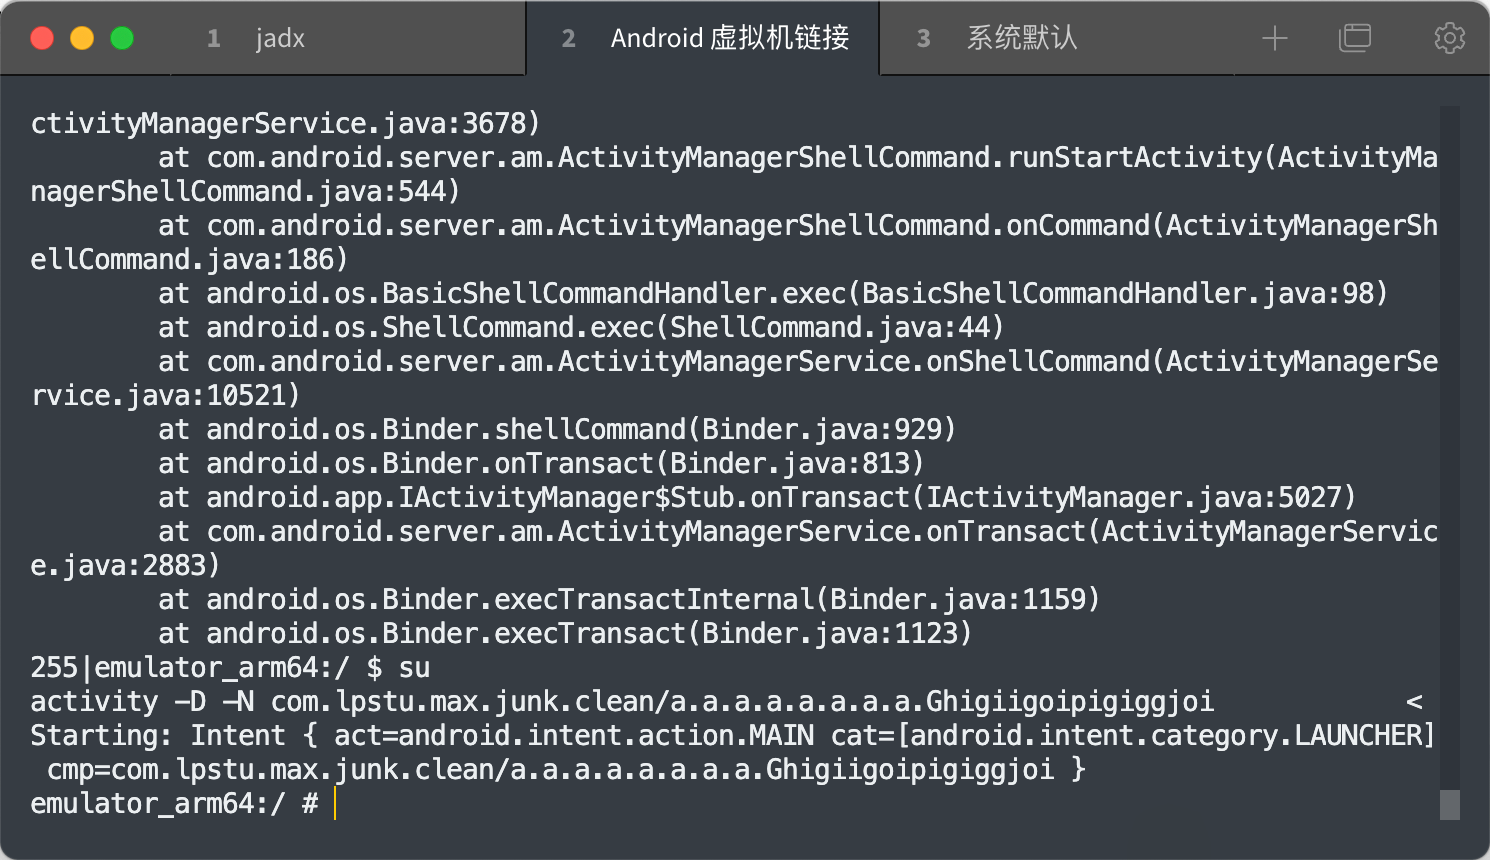 1 jadx 2 Android 虚拟机链接 3 系统默认
ctivityManagerService.java:3678)
        at com.android.server.am.ActivityManagerShellCommand.runStartActivity(ActivityMa
nagerShellCommand.java:544)
        at com.android.server.am.ActivityManagerShellCommand.onCommand(ActivityManagerSh
ellCommand.java:186)
        at android.os.BasicShellCommandHandler.exec(BasicShellCommandHandler.java:98)
        at android.os.ShellCommand.exec(ShellCommand.java:44)
        at com.android.server.am.ActivityManagerService.onShellCommand(ActivityManagerSe
rvice.java:10521)
        at android.os.Binder.shellCommand(Binder.java:929)
        at android.os.Binder.onTransact(Binder.java:813)
        at android.app.IActivityManager$Stub.onTransact(IActivityManager.java:5027)
        at com.android.server.am.ActivityManagerService.onTransact(ActivityManagerServic
e.java:2883)
        at android.os.Binder.execTransactInternal(Binder.java:1159)
        at android.os.Binder.execTransact(Binder.java:1123)
255|emulator_arm64:/ $ su
activity -D -N com.lpstu.max.junk.clean/a.a.a.a.a.a.a.a.Ghigiigoipigiggjoi            <
Starting: Intent { act=android.intent.action.MAIN cat=[android.intent.category.LAUNCHER]
 cmp=com.lpstu.max.junk.clean/a.a.a.a.a.a.a.a.Ghigiigoipigiggjoi }
emulator_arm64:/ #